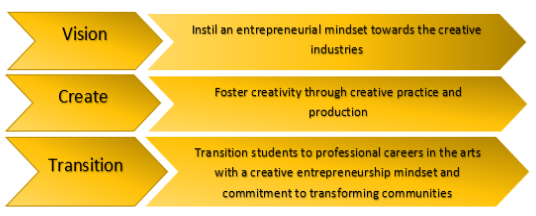 Vision
Instil an entrepreneurial mindset towards the creative
industries
Create
Foster creativity through creative practice and
production
Transition
Transition students to professional careers in the arts
with a creative entrepreneurship mindset and
commitment to transforming communities